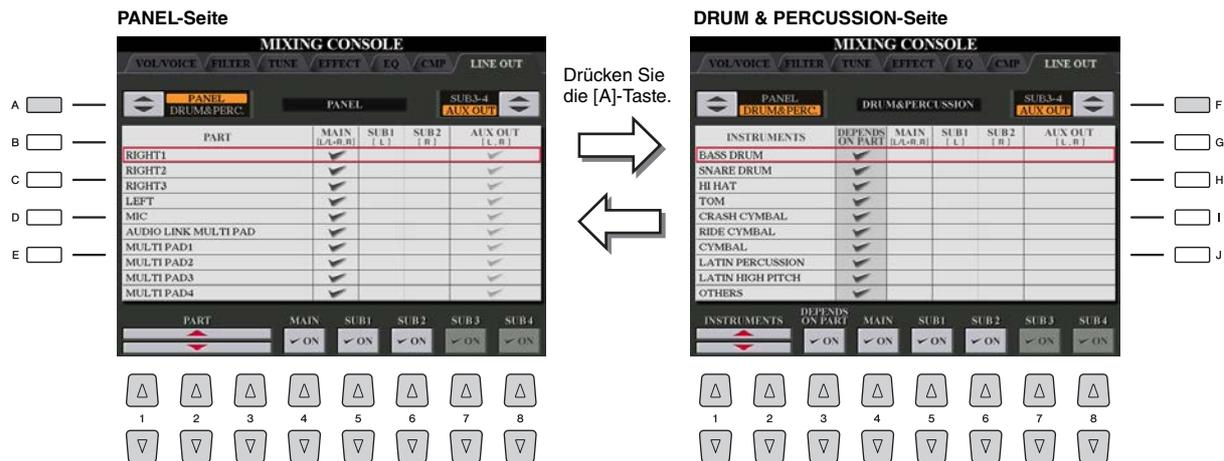 PANEL-Seite
MIXING CONSOLE
VOL/VOICE FILTER TUNE EFFECT EQ CMP LINE OUT
PANEL
DRUM&PERC.
PANEL
SUB3-4
AUX OUT
PART MAIN SUB1 SUB2 AUX OUT
[L/L+R,R] [ L ] [ R ] [ L , R ]
RIGHT1
RIGHT2
RIGHT3
LEFT
MIC
AUDIO LINK MULTI PAD
MULTI PAD1
MULTI PAD2
MULTI PAD3
MULTI PAD4
PART MAIN SUB1 SUB2 SUB3 SUB4
ON ON ON ON ON
A
B
C
D
E
1 2 3 4 5 6 7 8
Drücken Sie
die [A]-Taste.
DRUM & PERCUSSION-Seite
MIXING CONSOLE
VOL/VOICE FILTER TUNE EFFECT EQ CMP LINE OUT
PANEL
DRUM&PERC.
DRUM&PERCUSSION
SUB3-4
AUX OUT
INSTRUMENTS DEPENDS MAIN SUB1 SUB2 AUX OUT
ON PART [L/L+R,R] [ L ] [ R ] [ L , R ]
BASS DRUM
SNARE DRUM
HI HAT
TOM
CRASH CYMBAL
RIDE CYMBAL
CYMBAL
LATIN PERCUSSION
LATIN HIGH PITCH
OTHERS
INSTRUMENTS DEPENDS ON PART MAIN SUB1 SUB2 SUB3 SUB4
ON ON ON ON ON ON
F
G
H
I
J
1 2 3 4 5 6 7 8